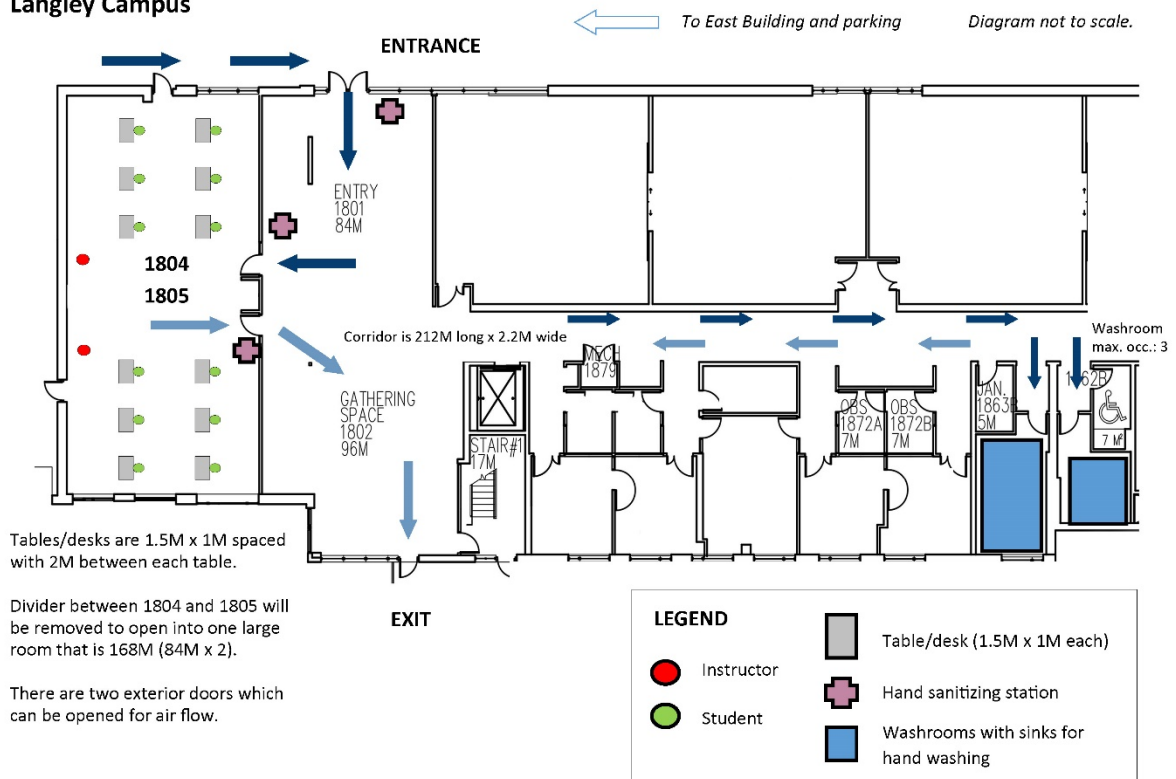 Langley Campus
To East Building and parking
Diagram not to scale.
ENTRANCE
ENTRY
1801
84M
1804
1805
Corridor is 212M long x 2.2M wide
Washroom
max. occ.: 3
MECH
1879
GATHERING
SPACE
1802
96M
STAIR#1
17M
OBS
1872A
7M
OBS
1872B
7M
JAN.
5M
7 M²
Tables/desks are 1.5M x 1M spaced
with 2M between each table.
Divider between 1804 and 1805 will
be removed to open into one large
room that is 168M (84M x 2).
There are two exterior doors which
can be opened for air flow.
EXIT
LEGEND
Instructor
Student
Table/desk (1.5M x 1M each)
Hand sanitizing station
Washrooms with sinks for
hand washing